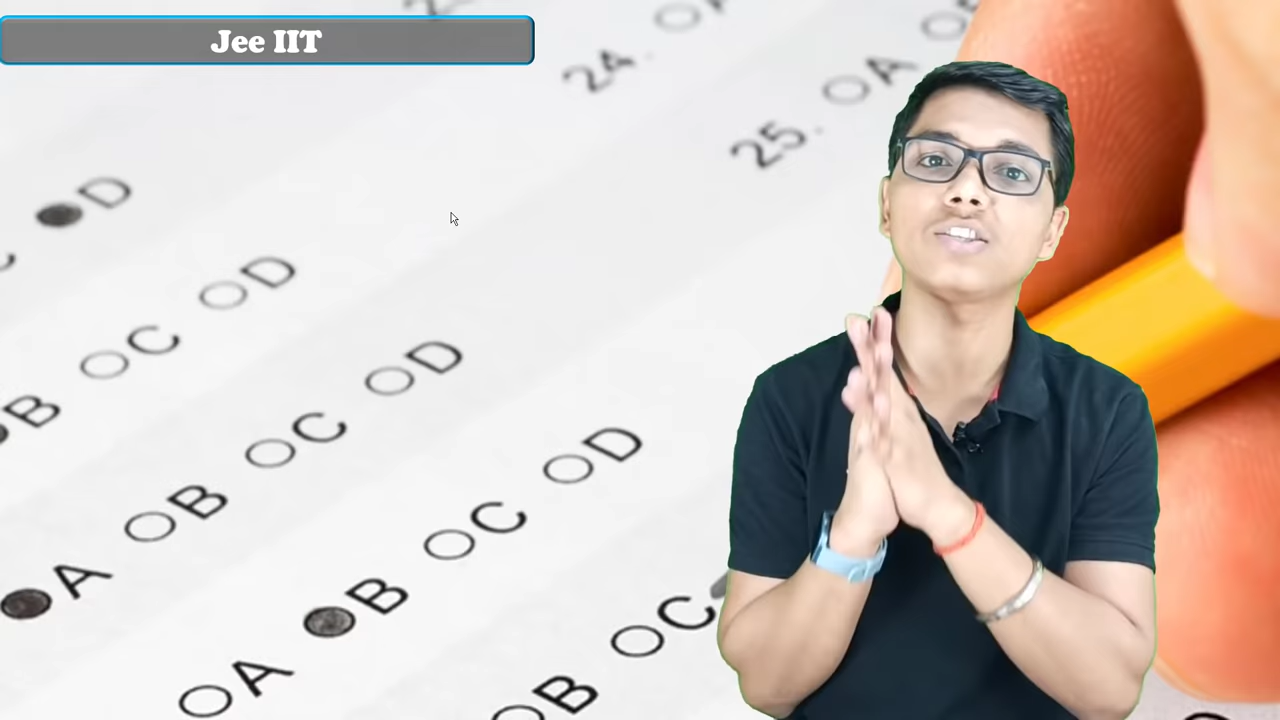 Jee IIT
24. A
25. A
D
C D
B C D
A B C D
A B C
B